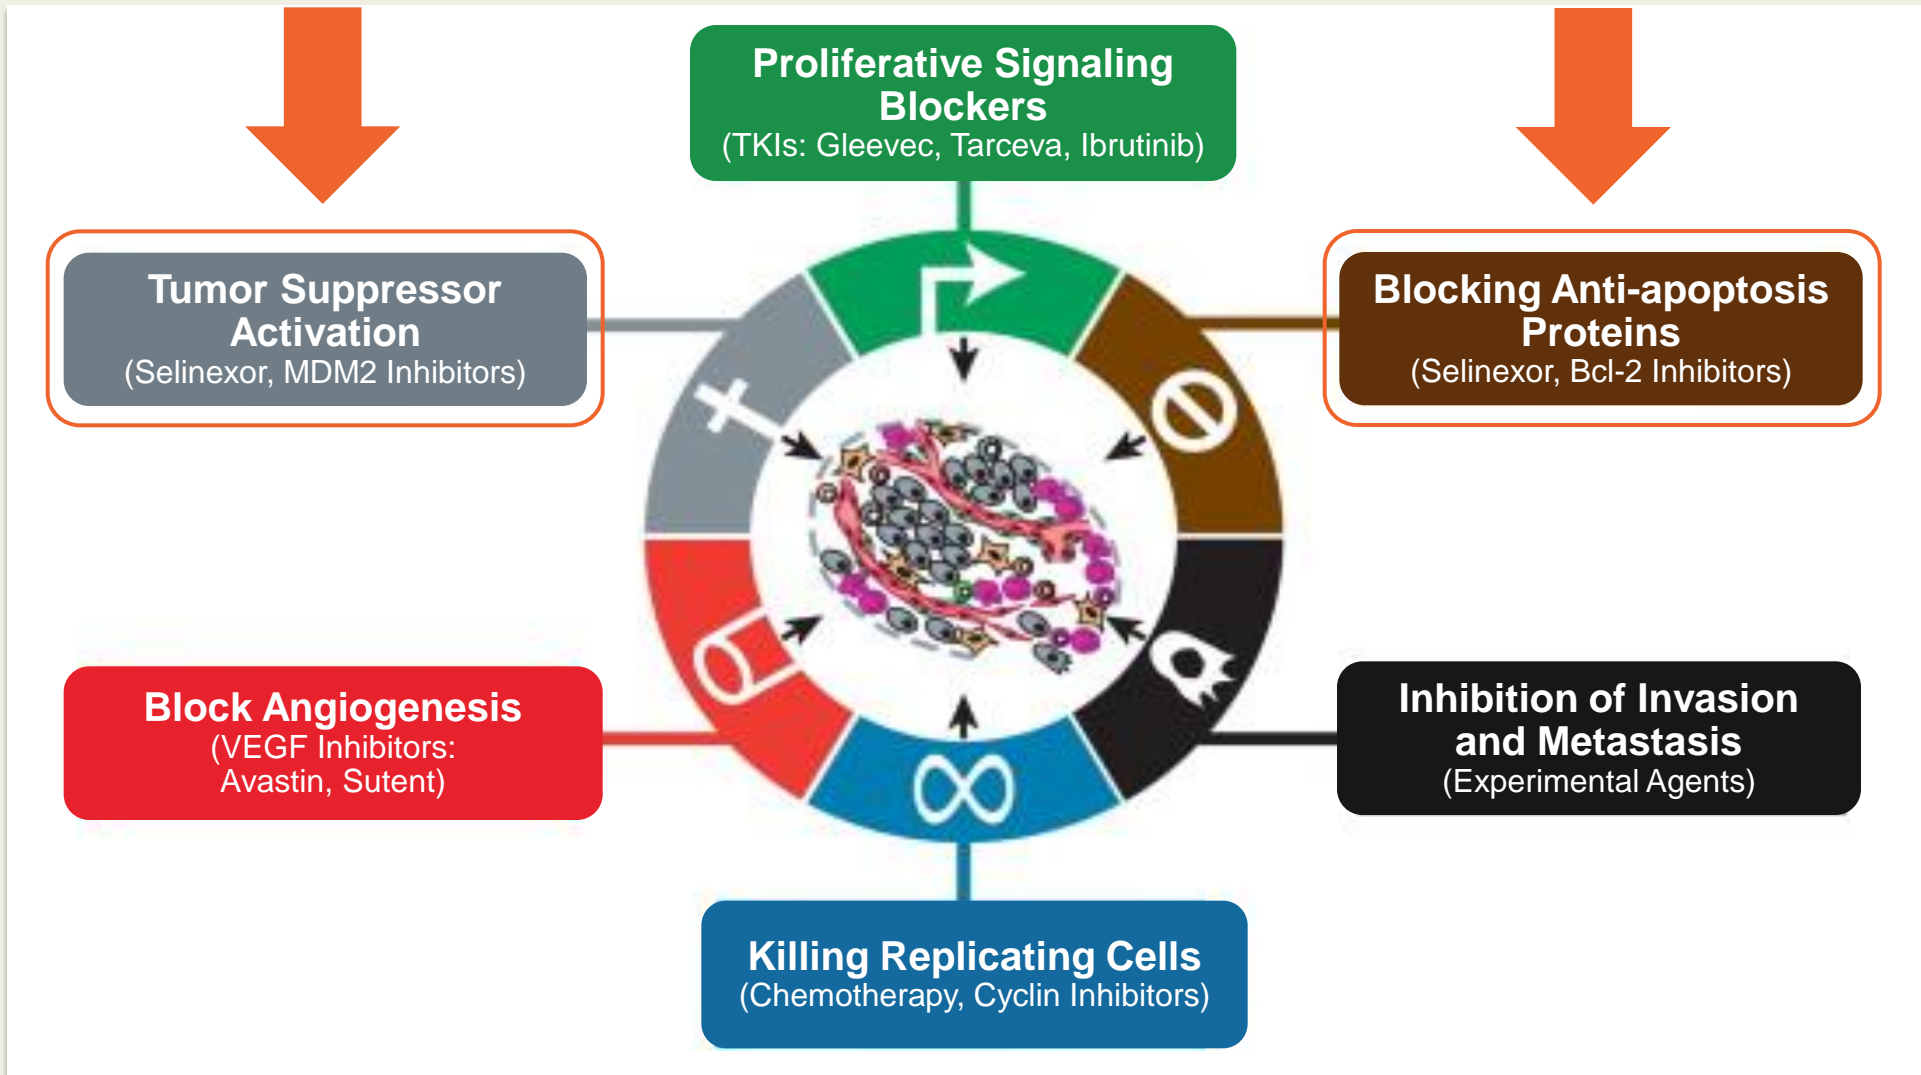 Proliferative Signaling
Blockers
(TKIs: Gleevec, Tarceva, Ibrutinib)
Tumor Suppressor
Activation
(Selinexor, MDM2 Inhibitors)
Blocking Anti-apoptosis
Proteins
(Selinexor, Bcl-2 Inhibitors)
Block Angiogenesis
(VEGF Inhibitors:
Avastin, Sutent)
Inhibition of Invasion
and Metastasis
(Experimental Agents)
Killing Replicating Cells
(Chemotherapy, Cyclin Inhibitors)